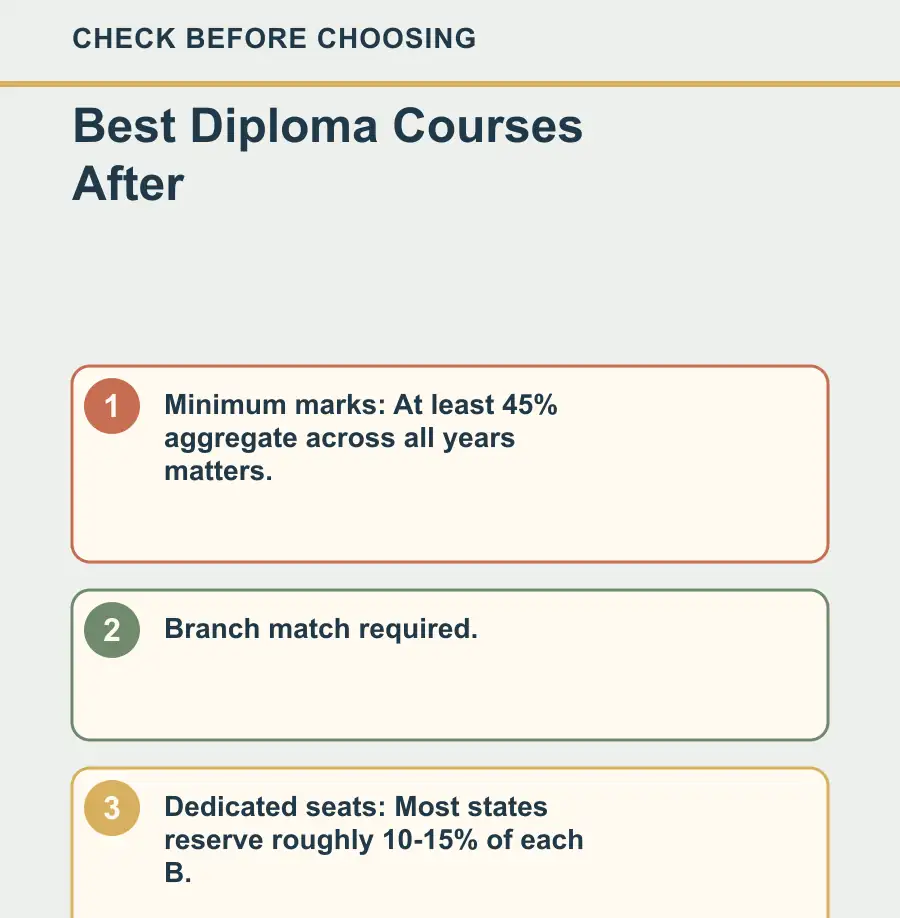 CHECK BEFORE CHOOSING
Best Diploma Courses
After
1
Minimum marks: At least 45%
aggregate across all years
matters.
2
Branch match required.
3
Dedicated seats: Most states
reserve roughly 10-15% of each
B.